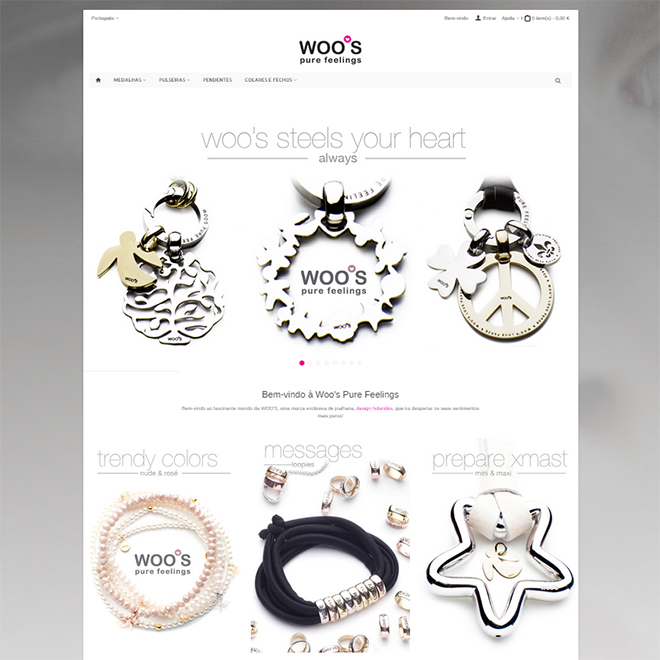 Português
Bem-vindo Entrar Ajuda 0 item(s) - 0,00 €
WOO'S
pure feelings
MEDALHAS PULSEIRAS PENDENTES COLARES E FECHOS
woo's steels your heart
always
WOO'S
pure feelings
woo's
woo's
woo's
Bem-vindo à Woo's Pure Feelings
Bem-vindo ao fascinante mundo da WOO'S, uma marca exclusiva de joalharia, design holandês, que irá despertar os seus sentimentos
mais puros!
trendy colors
nude & rosé
messages
loopies
prepare xmast
mini & maxi
WOO'S
pure feelings